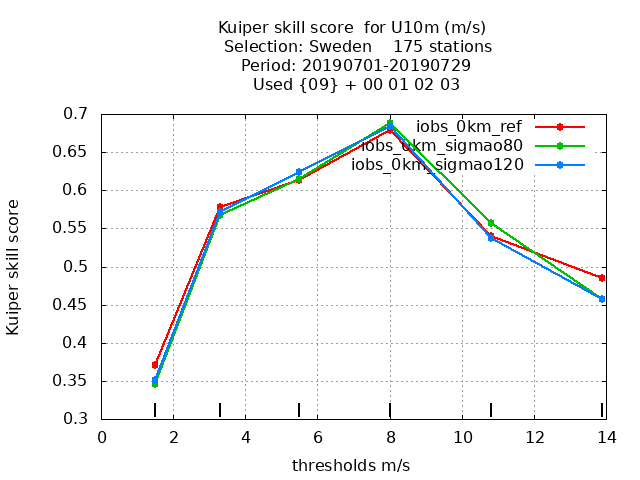 Kuiper skill score  for U10m (m/s)
Selection: Sweden    175 stations
Period: 20190701-20190729
Used {09} + 00 01 02 03
iobs_0km_ref
iobs_0km_sigmao80
iobs_0km_sigmao120
0.7
0.65
0.6
0.55
0.5
0.45
0.4
0.35
0.3
Kuiper skill score
0 2 4 6 8 10 12 14
thresholds m/s